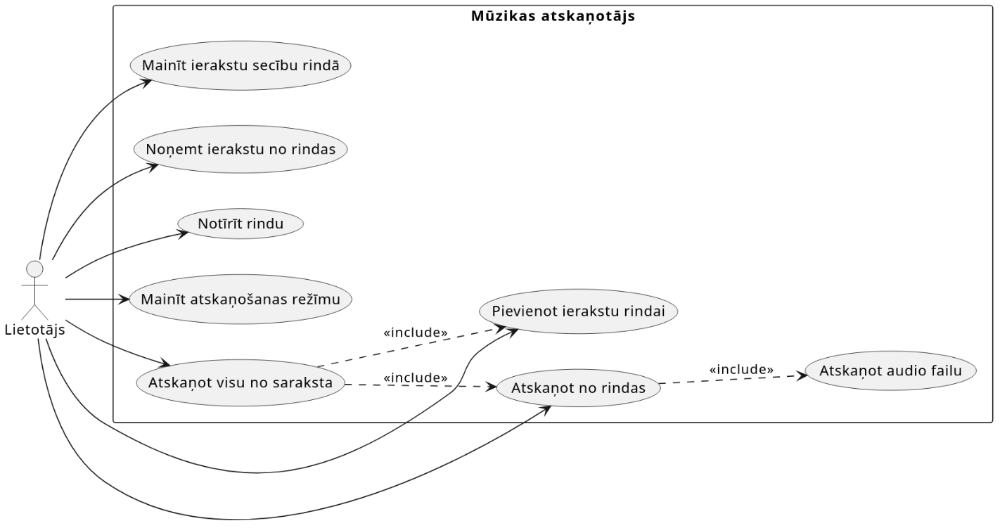 Mūzikas atskaņotājs
Mainīt ierakstu secību rindā
Noņemt ierakstu no rindas
Notīrīt rindu
Mainīt atskaņošanas režīmu
Pievienot ierakstu rindai
Lietotājs
«include»
Atskaņot visu no saraksta
«include»
Atskaņot no rindas
«include»
Atskaņot audio failu